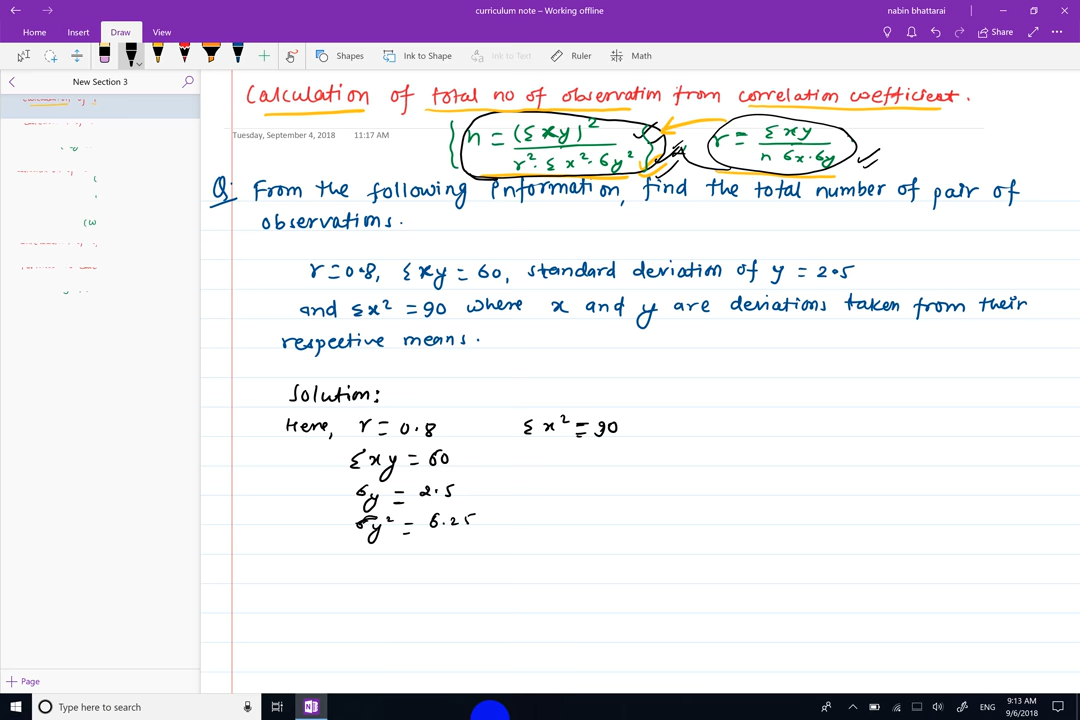 curriculum note – Working offline
nabin bhattarai
Home Insert Draw View
Share
Shapes Ink to Shape Ink to Text Ruler Math
New Section 3
Calculation of total no of observation from correlation coefficient.
Tuesday, September 4, 2018 11:17 AM
{ n = (Σxy)² / r²·Σx²·σy² } r = Σxy / n σx·σy
Q: From the following Information, find the total number of pair of
observations.
r=0.8, Σxy = 60, standard deviation of y = 2.5
and Σx² = 90 where x and y are deviations taken from their
respective means.
Solution:
Here, r = 0.8 Σx² = 90
Σxy = 60
σy = 2.5
σy² = 6.25
+ Page
Type here to search
ENG
9:13 AM
9/6/2018